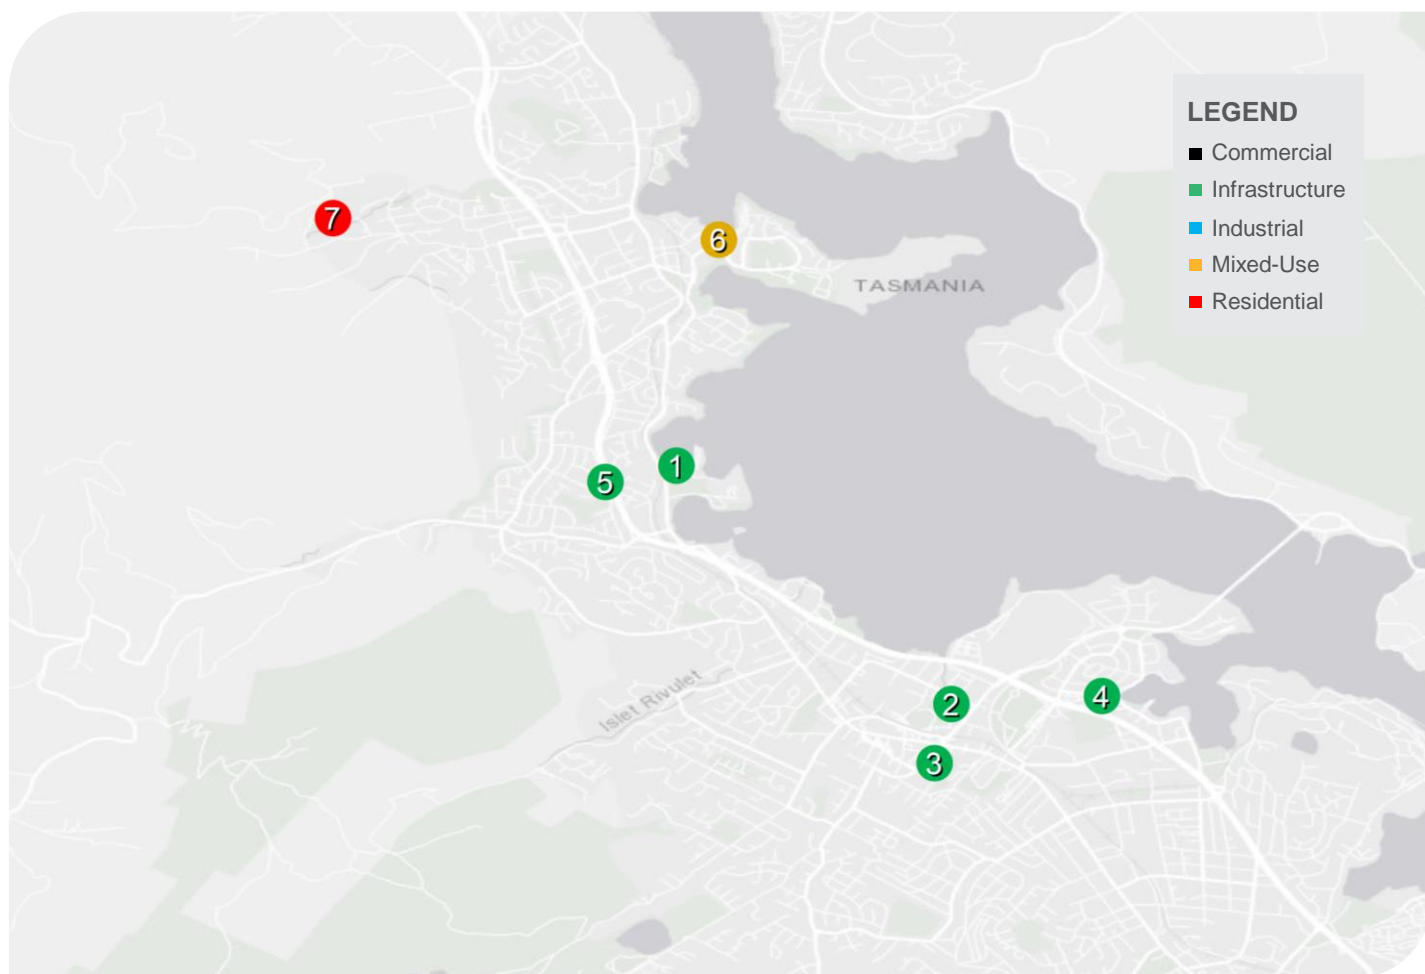 LEGEND
Commercial
Infrastructure
Industrial
Mixed-Use
Residential
7
6
TASMANIA
1
5
Islet Rivulet
2
4
3